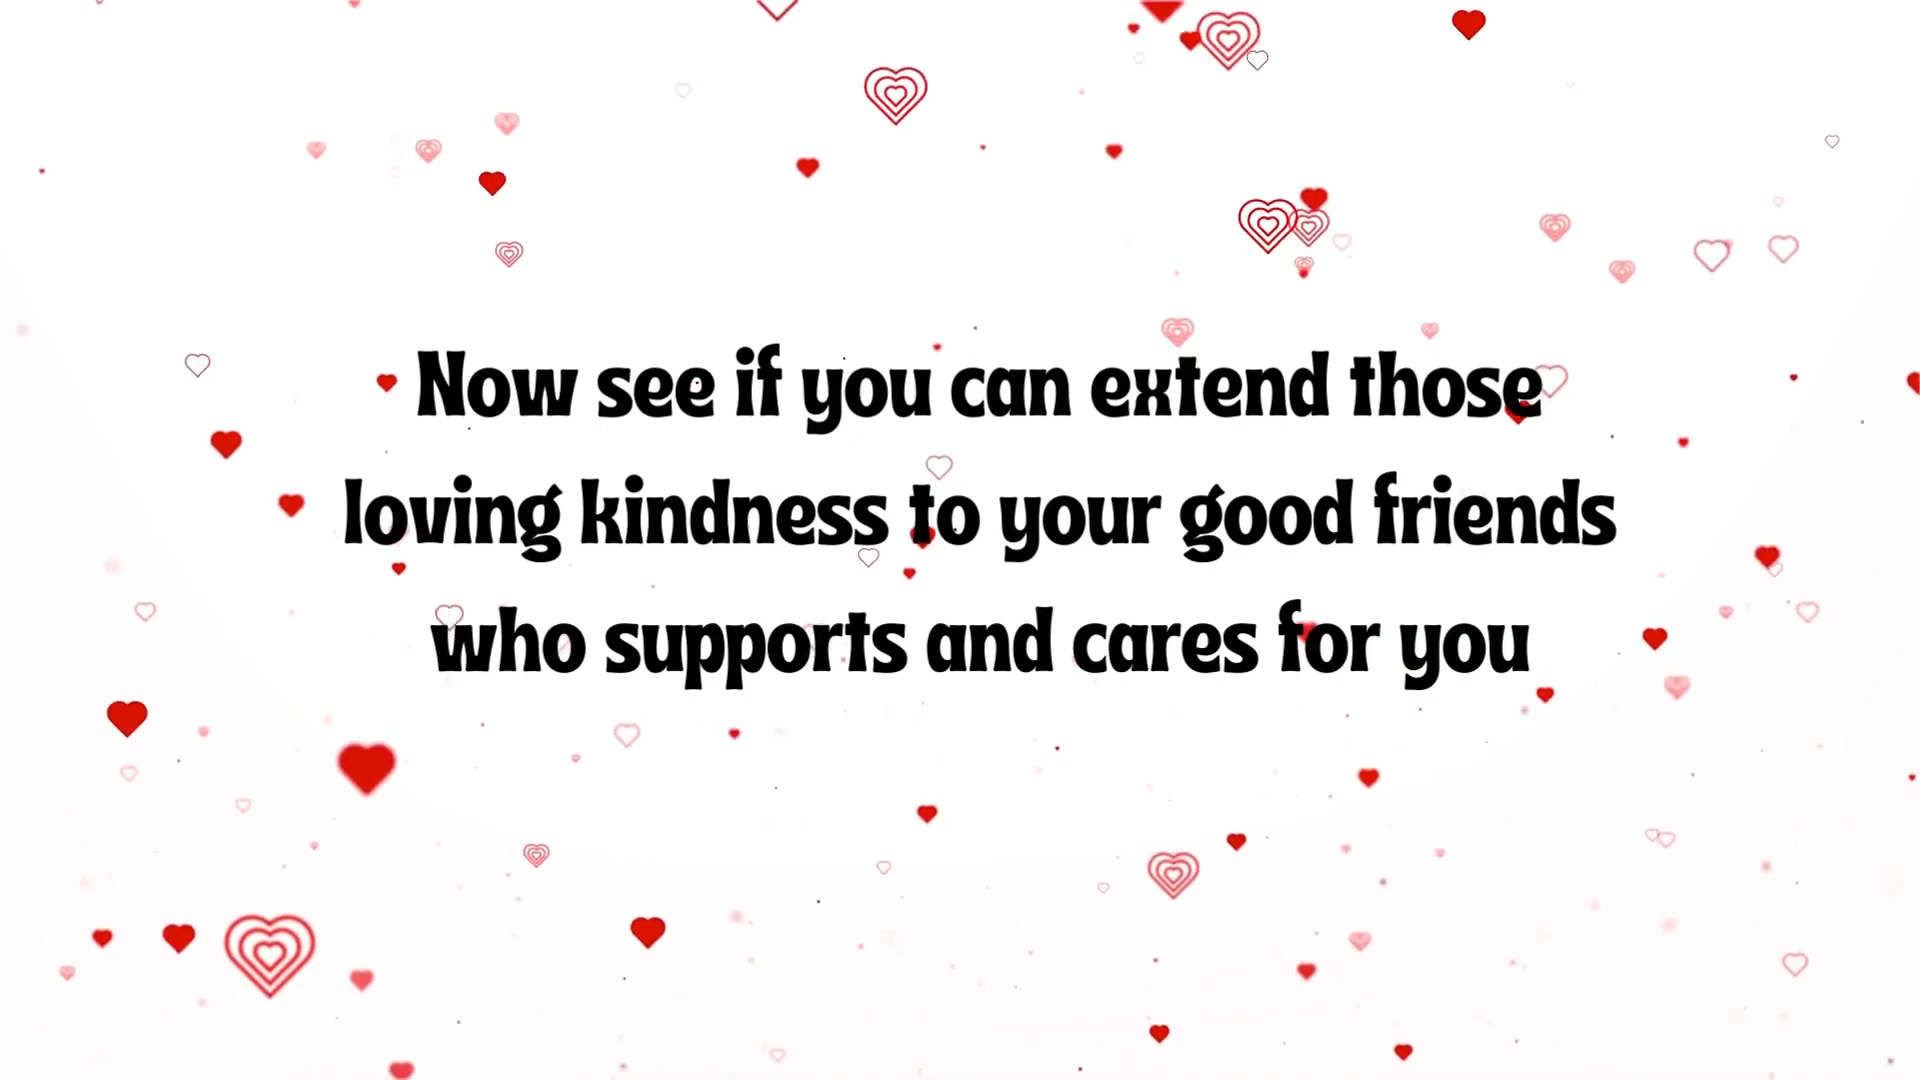 Now see if you can extend those
loving kindness to your good friends
who supports and cares for you